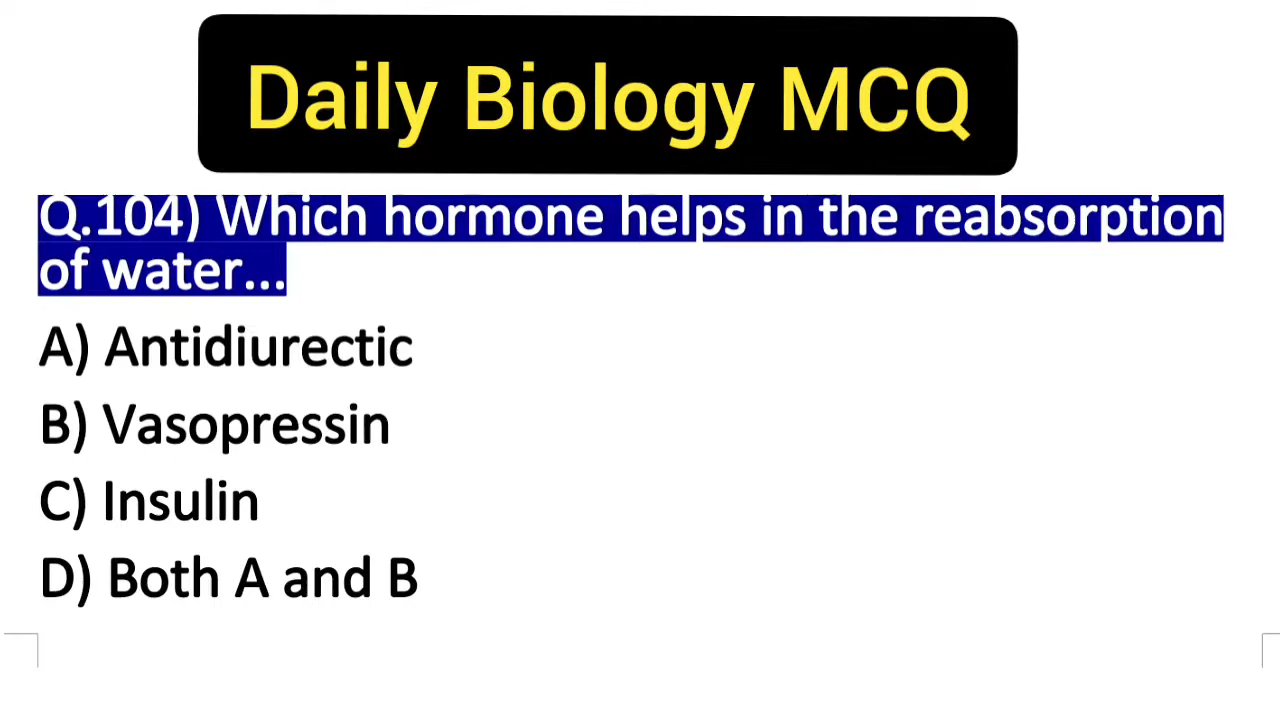 Daily Biology MCQ
Q.104) Which hormone helps in the reabsorption
of water...
A) Antidiurectic
B) Vasopressin
C) Insulin
D) Both A and B